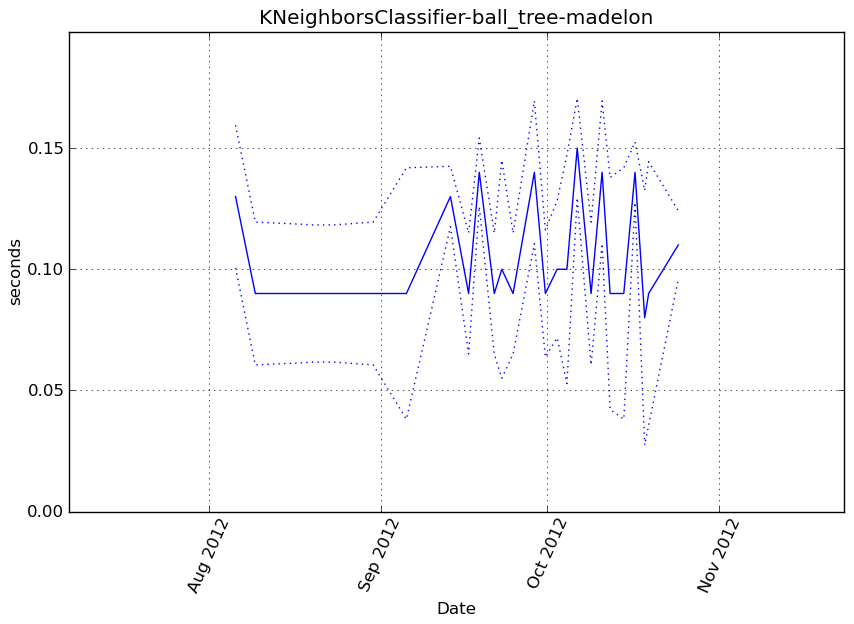 KNeighborsClassifier-ball_tree-madelon
0.15
0.10
0.05
0.00
seconds
Aug 2012
Sep 2012
Oct 2012
Nov 2012
Date